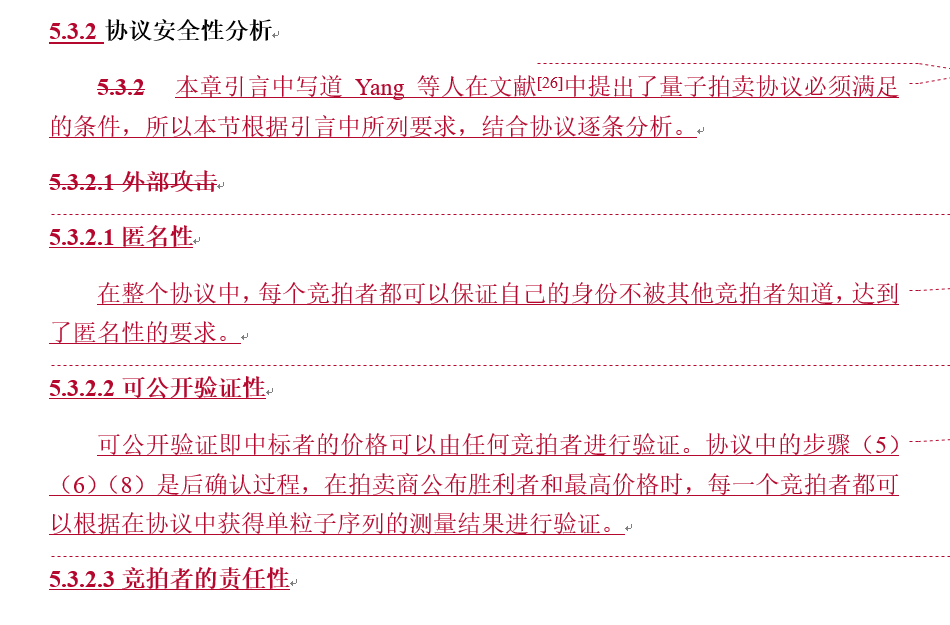 5.3.2 协议安全性分析
5.3.2 本章引言中写道 Yang 等人在文献[26]中提出了量子拍卖协议必须满足
的条件，所以本节根据引言中所列要求，结合协议逐条分析。
5.3.2.1 外部攻击
5.3.2.1 匿名性
在整个协议中，每个竞拍者都可以保证自己的身份不被其他竞拍者知道，达到
了匿名性的要求。
5.3.2.2 可公开验证性
可公开验证即中标者的价格可以由任何竞拍者进行验证。协议中的步骤（5）
（6）（8）是后确认过程，在拍卖商公布胜利者和最高价格时，每一个竞拍者都可
以根据在协议中获得单粒子序列的测量结果进行验证。
5.3.2.3 竞拍者的责任性